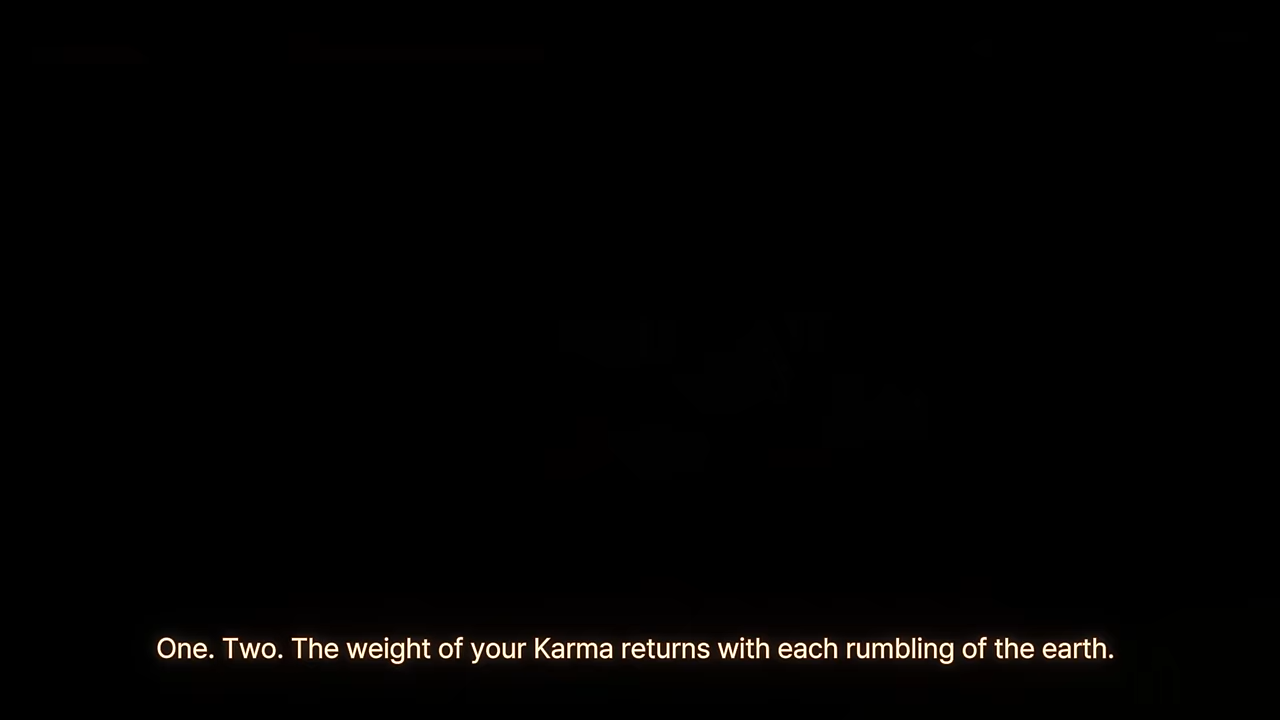 One. Two. The weight of your Karma returns with each rumbling of the earth.